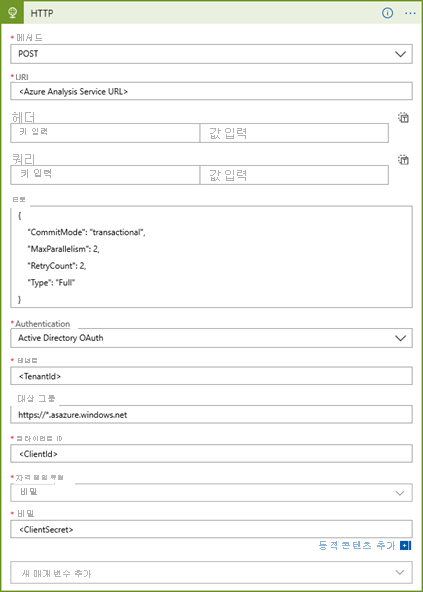 HTTP
* 메서드
POST
* URI
<Azure Analysis Service URL>
헤더
키 입력 값 입력
쿼리
키 입력 값 입력
본문
{
"CommitMode": "transactional",
"MaxParallelism": 2,
"RetryCount": 2,
"Type": "Full"
}
* Authentication
Active Directory OAuth
* 테넌트
<TenantId>
대상 그룹
https://*.asazure.windows.net
* 클라이언트 ID
<ClientId>
* 자격 증명 유형
비밀
* 비밀
<ClientSecret>
동적 콘텐츠 추가
새 매개 변수 추가